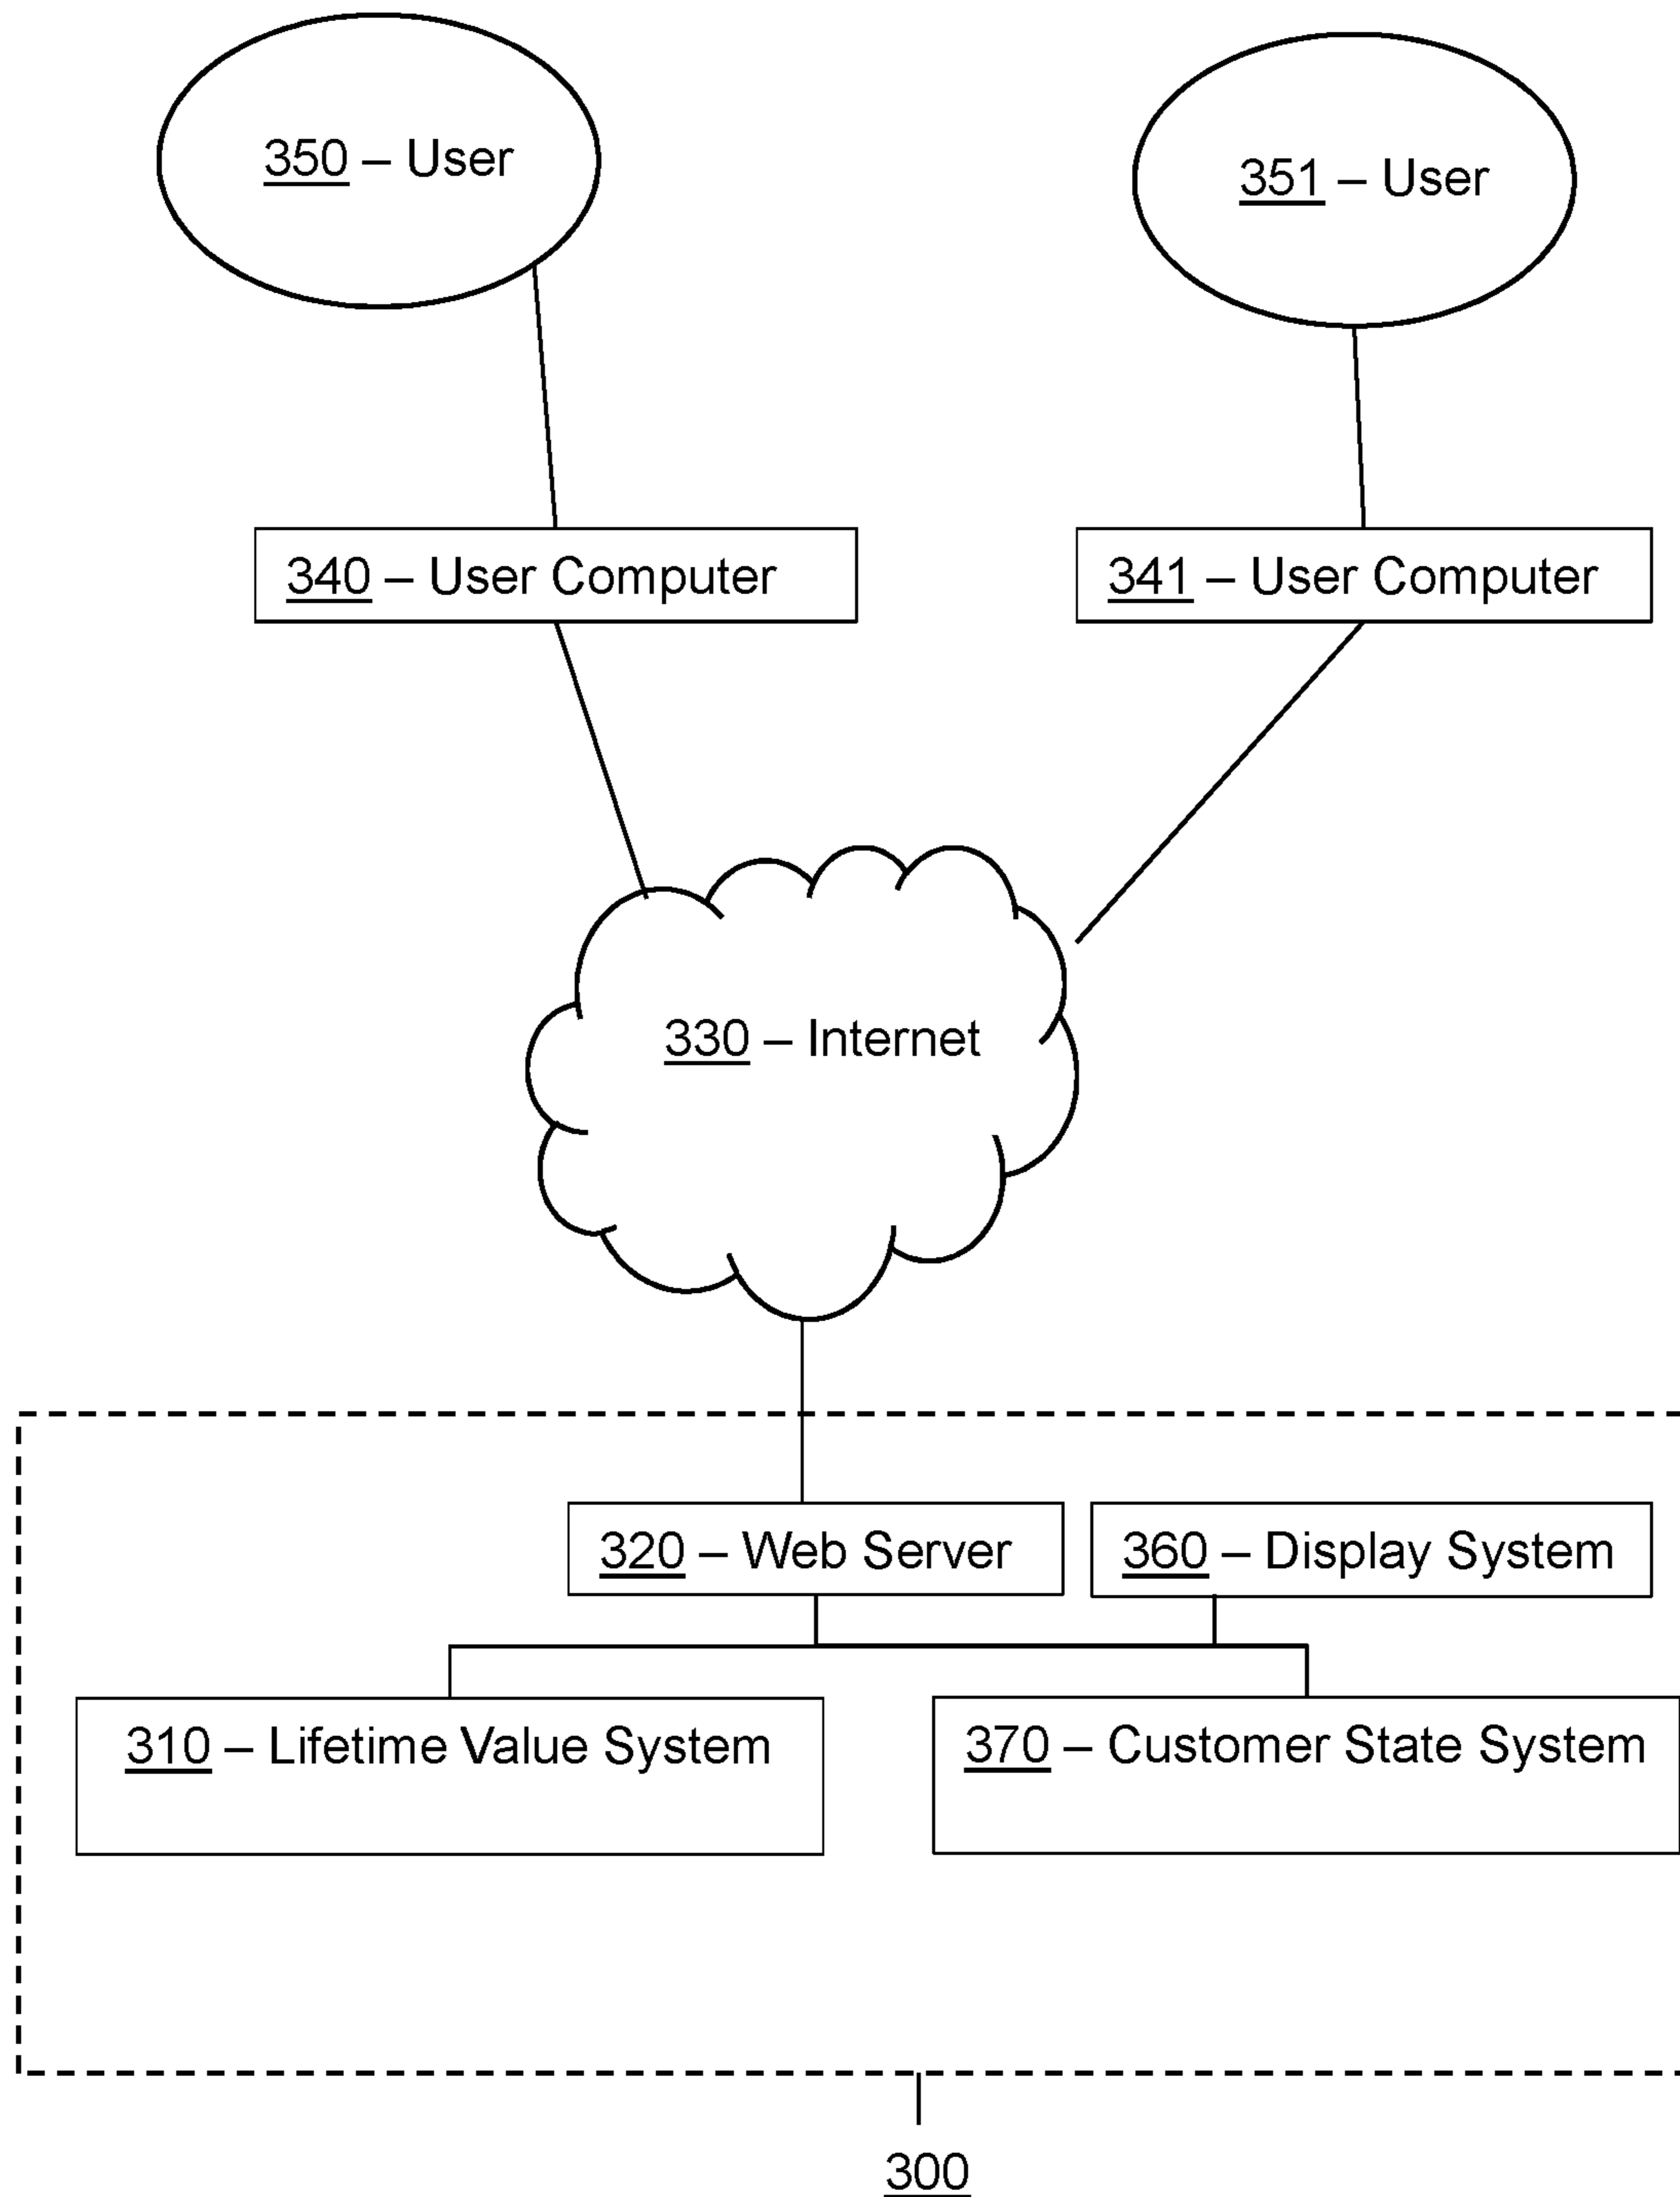 350 – User
351 – User
340 – User Computer
341 – User Computer
330 – Internet
320 – Web Server
360 – Display System
310 – Lifetime Value System
370 – Customer State System
300